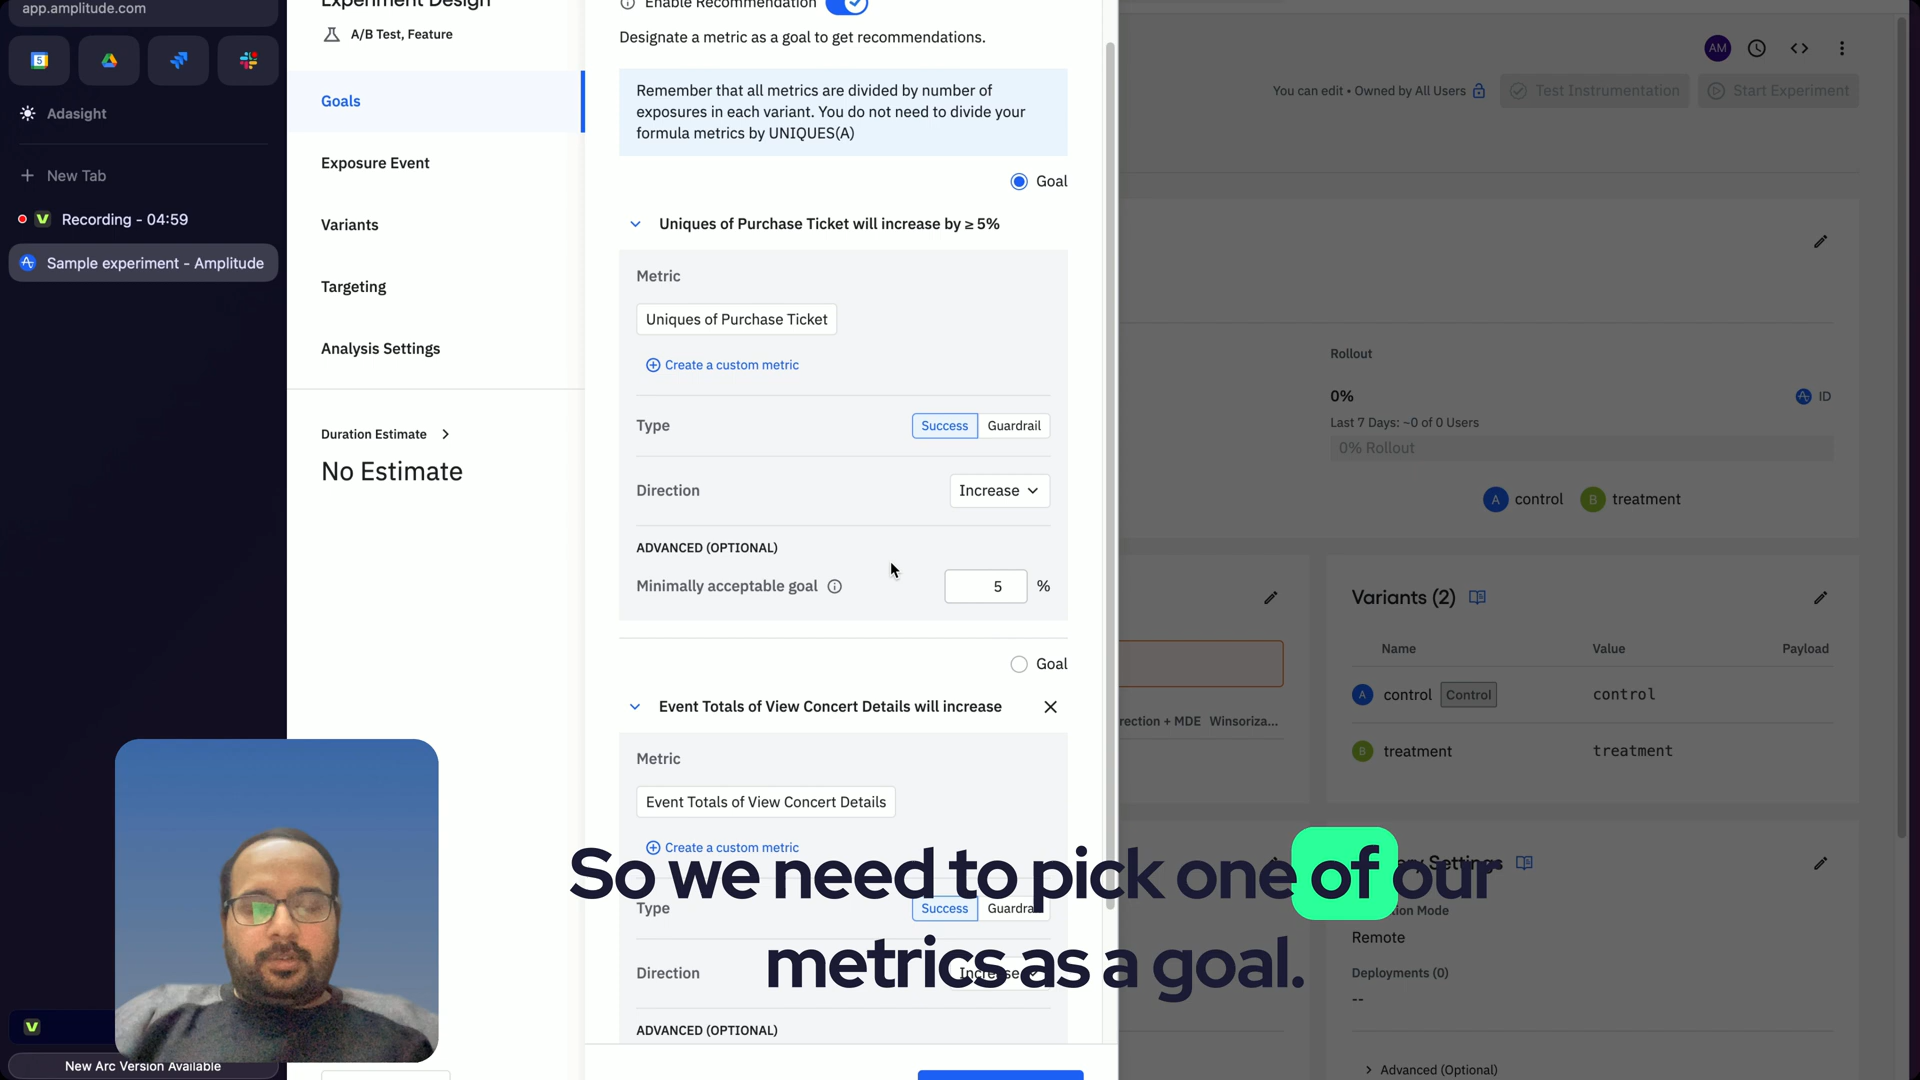 app.amplitude.com
5
Adasight
New Tab
Recording - 04:59
Sample experiment - Amplitude
New Arc Version Available
Experiment Design
A/B Test, Feature
Goals
Exposure Event
Variants
Targeting
Analysis Settings
Duration Estimate
No Estimate
Enable Recommendation
Designate a metric as a goal to get recommendations.
Remember that all metrics are divided by number of
exposures in each variant. You do not need to divide your
formula metrics by UNIQUES(A)
Goal
Uniques of Purchase Ticket will increase by ≥ 5%
Metric
Uniques of Purchase Ticket
Create a custom metric
Type
Success Guardrail
Direction
Increase
ADVANCED (OPTIONAL)
Minimally acceptable goal
5 %
Goal
Event Totals of View Concert Details will increase
Metric
Event Totals of View Concert Details
Create a custom metric
Type
Success
Direction
Increase
ADVANCED (OPTIONAL)
So we need to pick one of our
metrics as a goal.
AM
You can edit • Owned by All Users
Test Instrumentation
Start Experiment
Rollout
0%
ID
Last 7 Days: ~0 of 0 Users
0% Rollout
A control B treatment
Variants (2)
Name Value Payload
A control Control control
B treatment treatment
+ MDE Winsoriza...
Settings
Mode
Remote
Deployments (0)
--
Advanced (Optional)